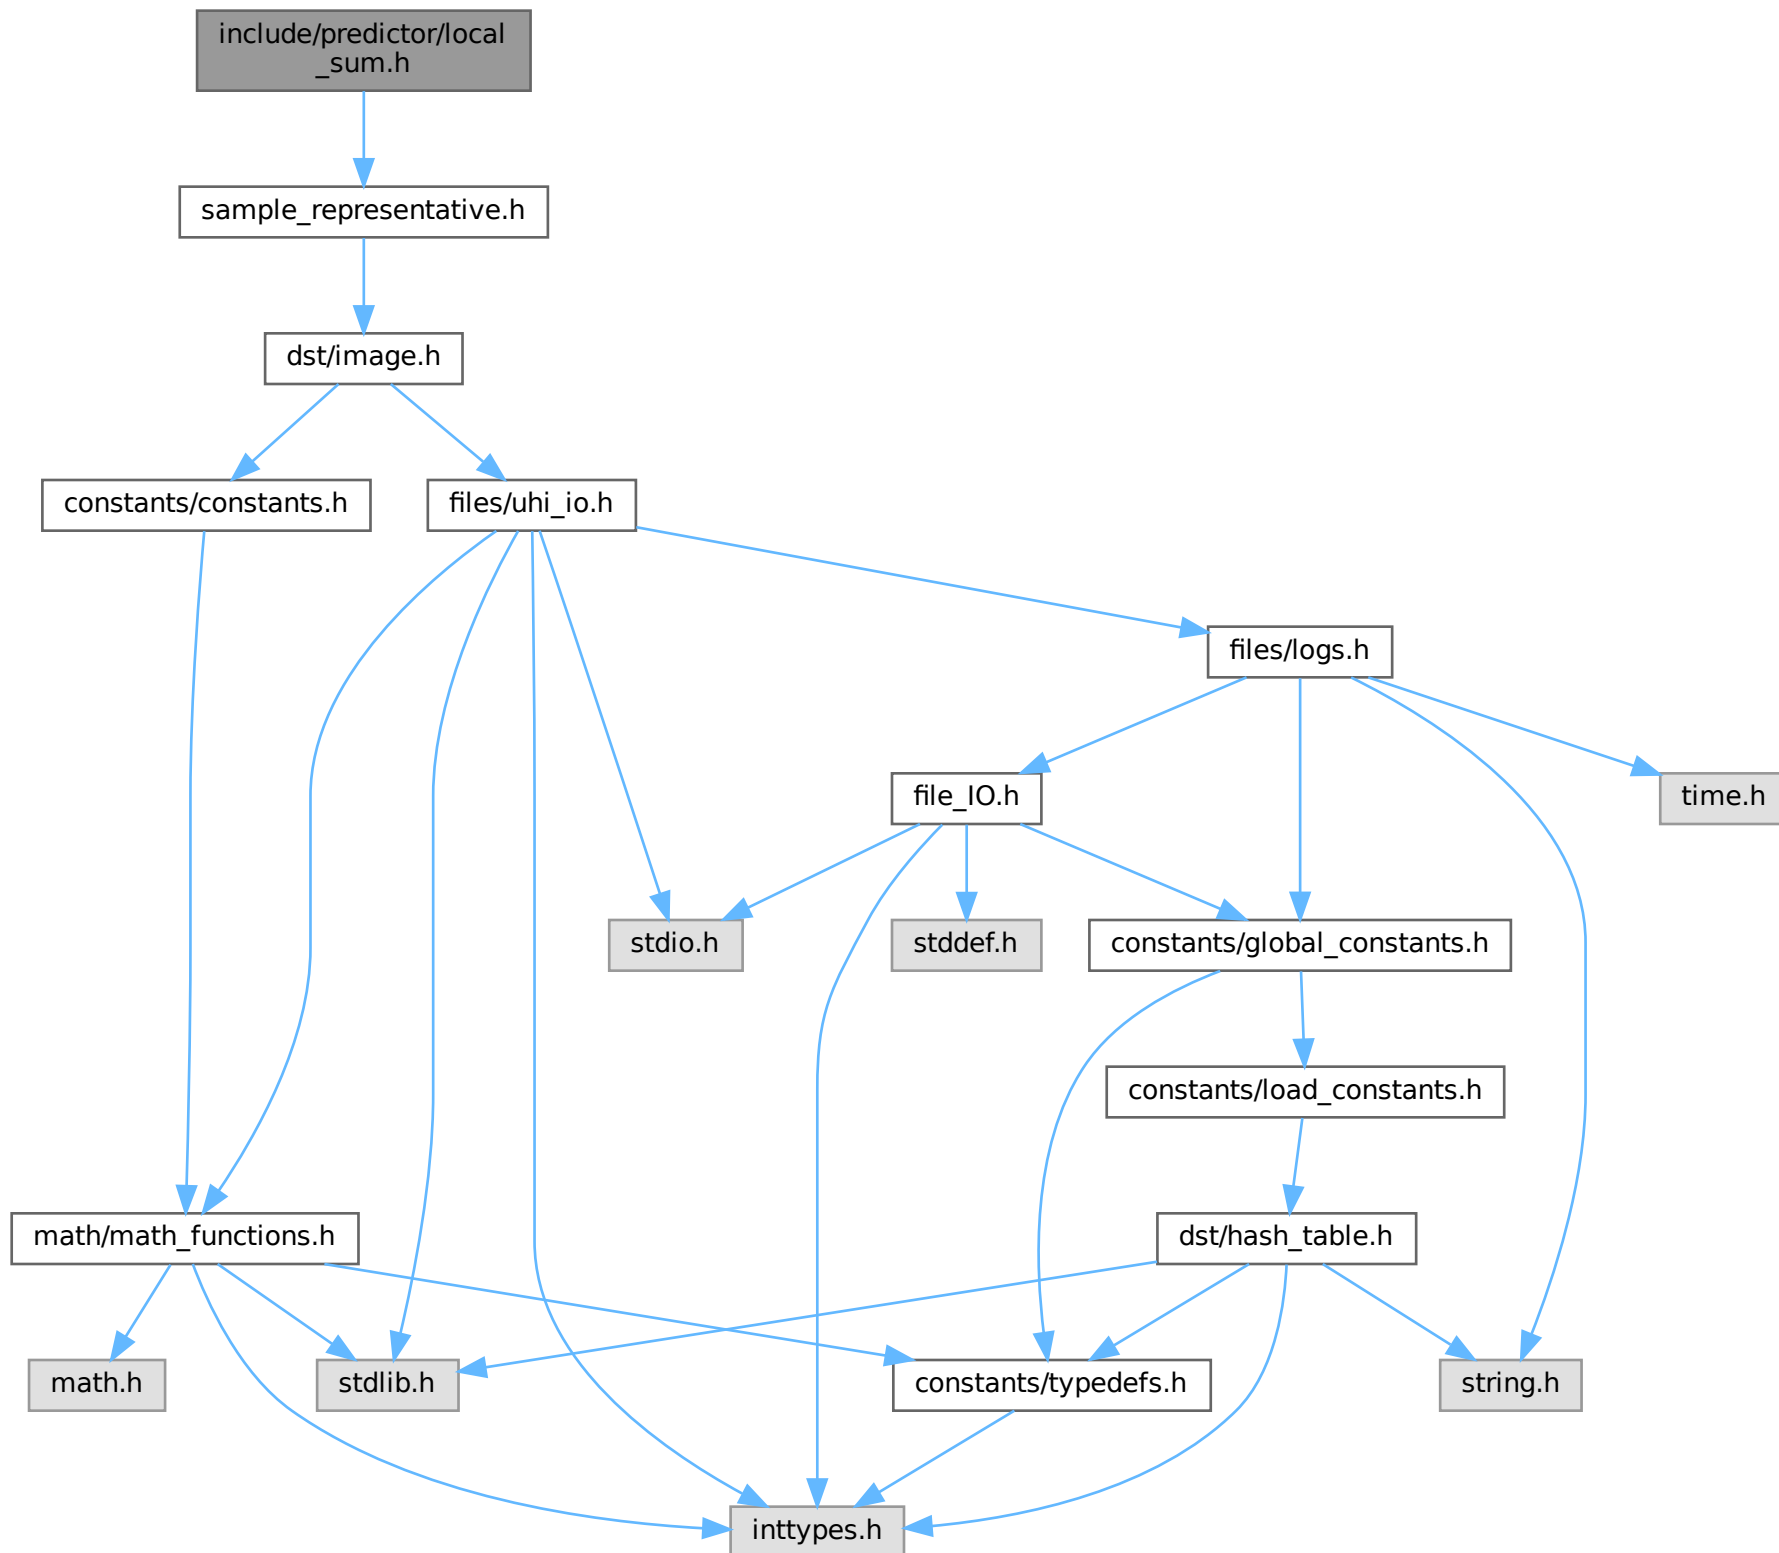 include/predictor/local
_sum.h
sample_representative.h
dst/image.h
constants/constants.h
files/uhi_io.h
files/logs.h
file_IO.h
time.h
stdio.h
stddef.h
constants/global_constants.h
constants/load_constants.h
math/math_functions.h
dst/hash_table.h
math.h
stdlib.h
constants/typedefs.h
string.h
inttypes.h